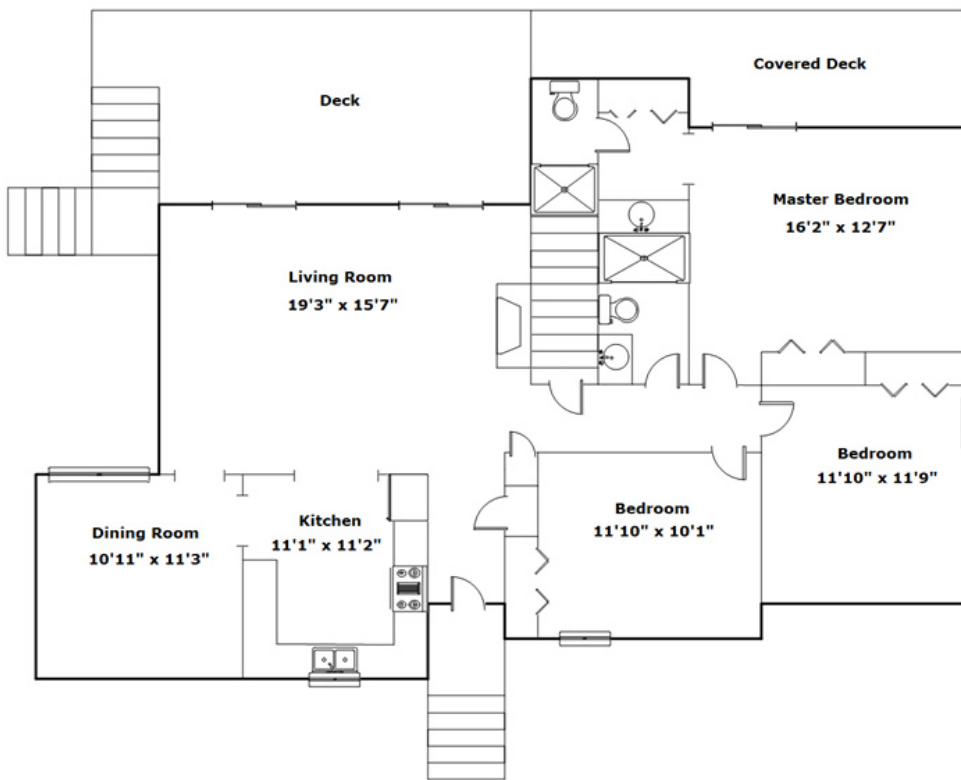 Covered Deck
Deck
Master Bedroom
16'2" x 12'7"
Living Room
19'3" x 15'7"
Bedroom
11'10" x 11'9"
Bedroom
11'10" x 10'1"
Kitchen
11'1" x 11'2"
Dining Room
10'11" x 11'3"